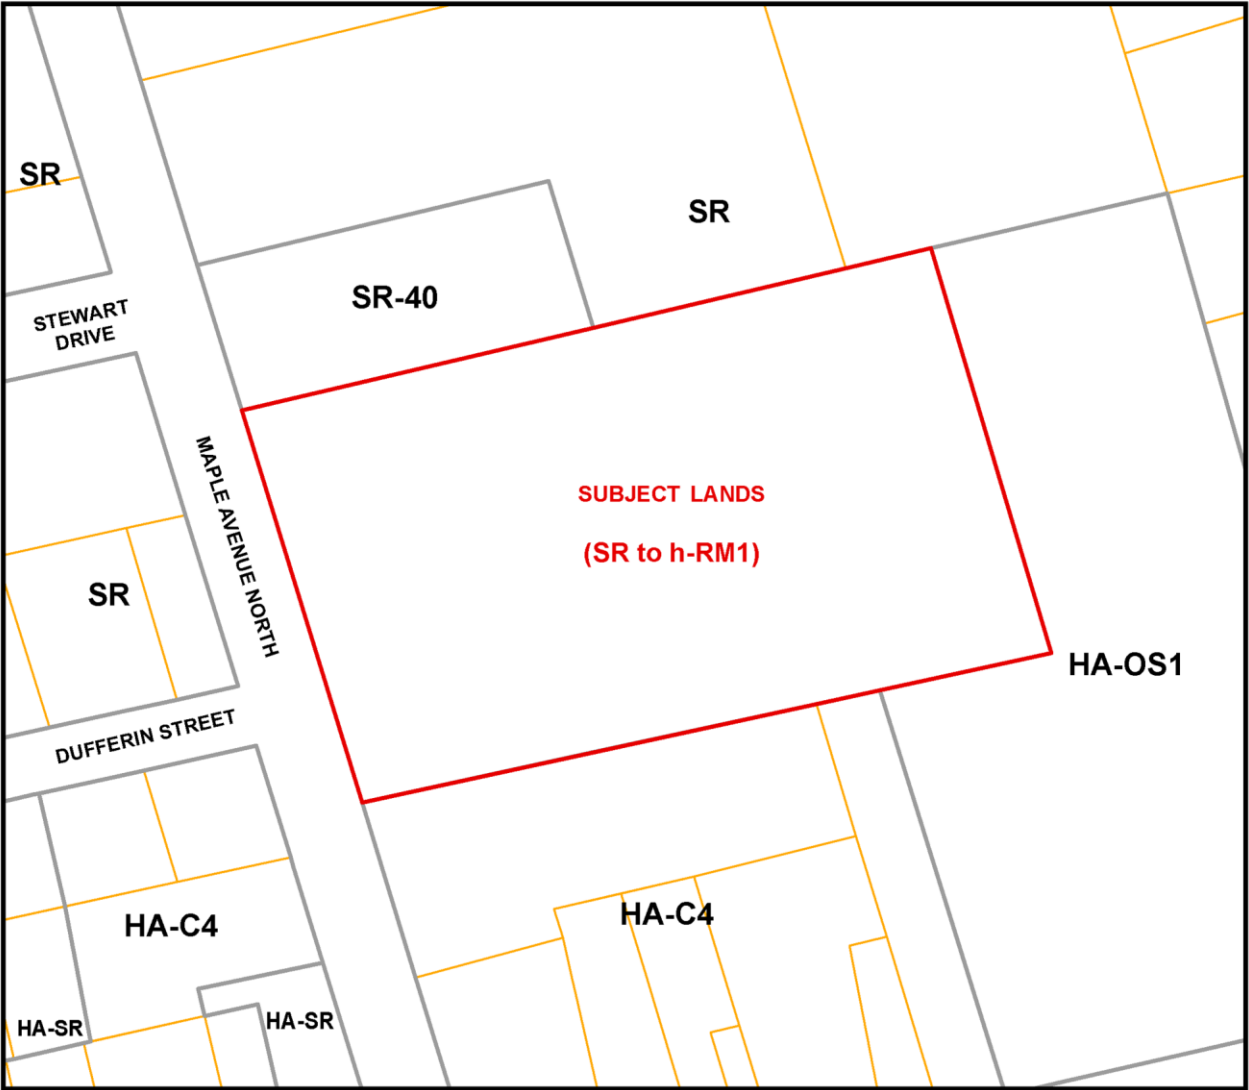 SR
SR
SR-40
STEWART
DRIVE
MAPLE AVENUE NORTH
SUBJECT LANDS
(SR to h-RM1)
SR
HA-OS1
DUFFERIN STREET
HA-C4
HA-C4
HA-SR
HA-SR